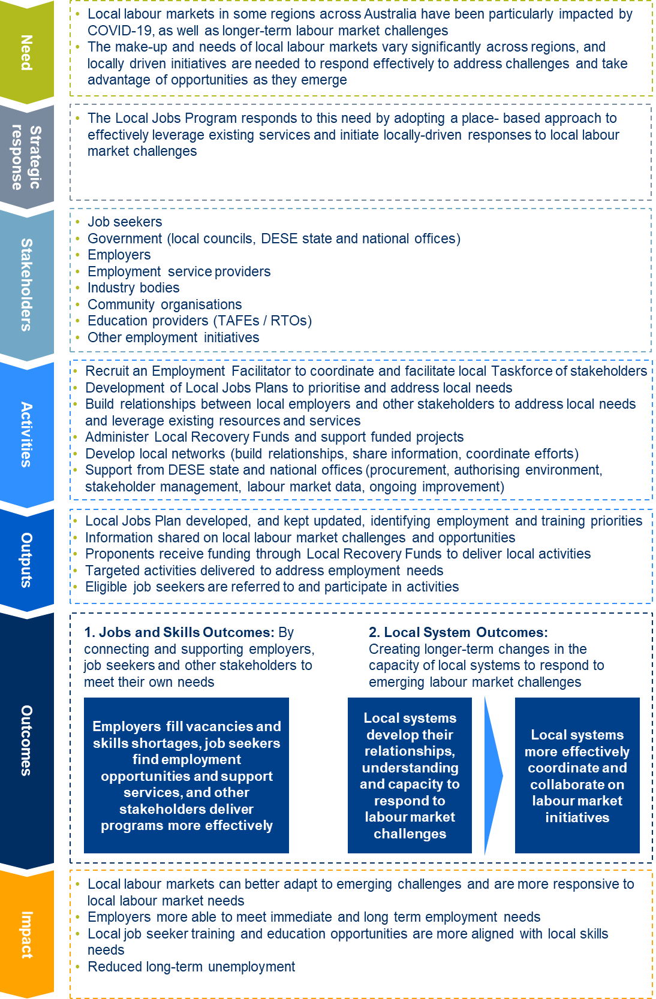 Need
• Local labour markets in some regions across Australia have been particularly impacted by
COVID-19, as well as longer-term labour market challenges
• The make-up and needs of local labour markets vary significantly across regions, and
locally driven initiatives are needed to respond effectively to address challenges and take
advantage of opportunities as they emerge
Strategic
response
• The Local Jobs Program responds to this need by adopting a place- based approach to
effectively leverage existing services and initiate locally-driven responses to local labour
market challenges
Stakeholders
• Job seekers
• Government (local councils, DESE state and national offices)
• Employers
• Employment service providers
• Industry bodies
• Community organisations
• Education providers (TAFEs / RTOs)
• Other employment initiatives
Activities
• Recruit an Employment Facilitator to coordinate and facilitate local Taskforce of stakeholders
• Development of Local Jobs Plans to prioritise and address local needs
• Build relationships between local employers and other stakeholders to address local needs
and leverage existing resources and services
• Administer Local Recovery Funds and support funded projects
• Develop local networks (build relationships, share information, coordinate efforts)
• Support from DESE state and national offices (procurement, authorising environment,
stakeholder management, labour market data, ongoing improvement)
Outputs
• Local Jobs Plan developed, and kept updated, identifying employment and training priorities
• Information shared on local labour market challenges and opportunities
• Proponents receive funding through Local Recovery Funds to deliver local activities
• Targeted activities delivered to address employment needs
• Eligible job seekers are referred to and participate in activities
Outcomes
1. Jobs and Skills Outcomes: By
connecting and supporting employers,
job seekers and other stakeholders to
meet their own needs
Employers fill vacancies and
skills shortages, job seekers
find employment
opportunities and support
services, and other
stakeholders deliver
programs more effectively
2. Local System Outcomes:
Creating longer-term changes in the
capacity of local systems to respond to
emerging labour market challenges
Local systems
develop their
relationships,
understanding
and capacity to
respond to
labour market
challenges
Local systems
more effectively
coordinate and
collaborate on
labour market
initiatives
Impact
• Local labour markets can better adapt to emerging challenges and are more responsive to
local labour market needs
• Employers more able to meet immediate and long term employment needs
• Local job seeker training and education opportunities are more aligned with local skills
needs
• Reduced long-term unemployment